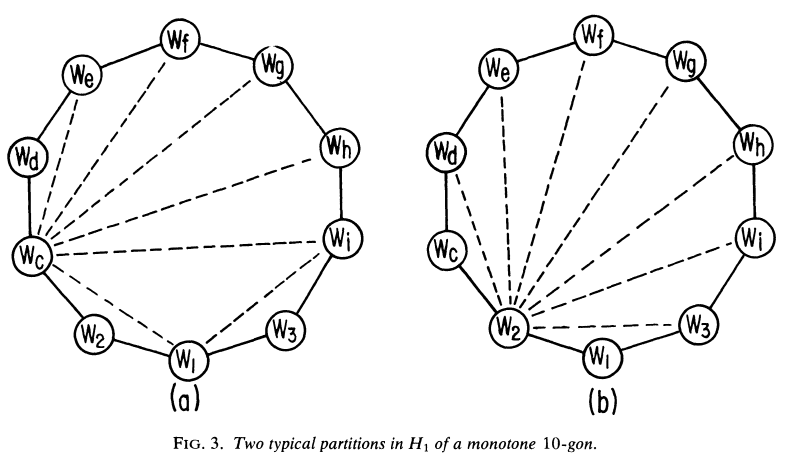 Wf Wf
We Wg We Wg
Wd Wh Wd Wh
Wc Wi Wc Wi
W2 W3 W2 W3
W1 W1
(a) (b)
FIG. 3. Two typical partitions in H1 of a monotone 10-gon.